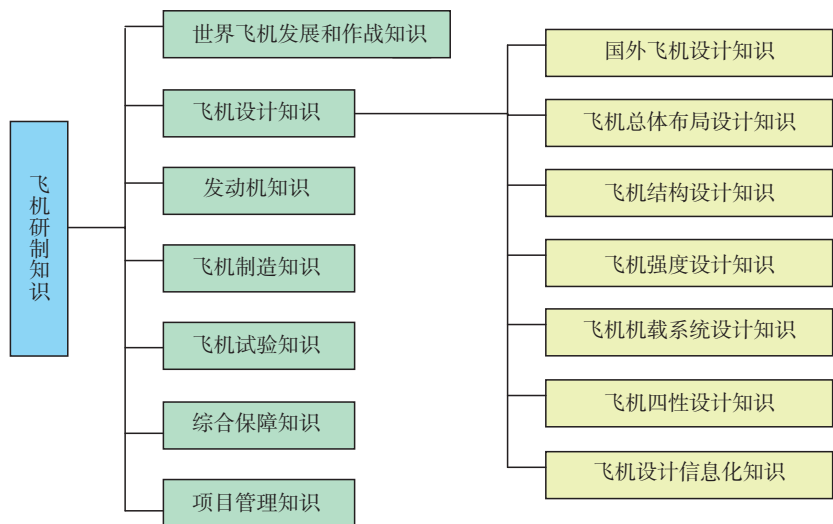 飞机研制知识
世界飞机发展和作战知识
飞机设计知识
发动机知识
飞机制造知识
飞机试验知识
综合保障知识
项目管理知识
国外飞机设计知识
飞机总体布局设计知识
飞机结构设计知识
飞机强度设计知识
飞机机载系统设计知识
飞机四性设计知识
飞机设计信息化知识